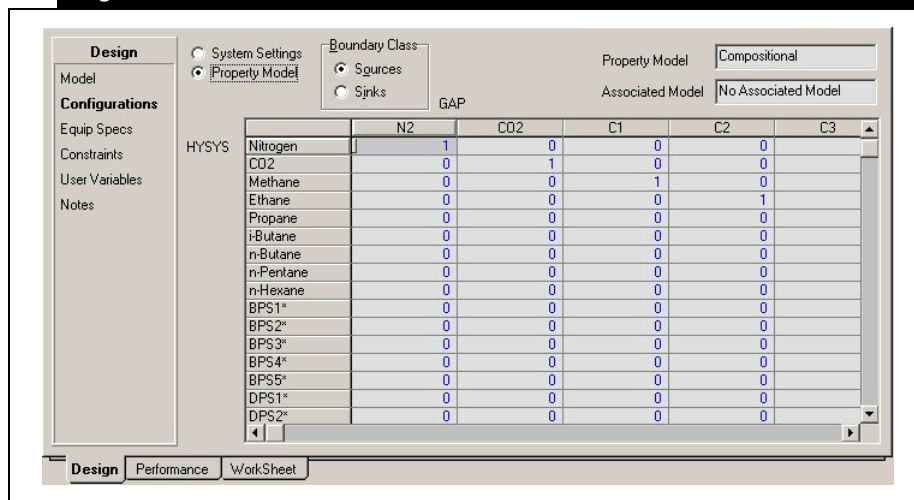 Design
Model
Configurations
Equip Specs
Constraints
User Variables
Notes
System Settings
Property Model
Boundary Class
Sources
Sinks
Property Model Compositional
Associated Model No Associated Model
GAP
HYSYS
N2 CO2 C1 C2 C3
Nitrogen 1 0 0 0
CO2 0 1 0 0
Methane 0 0 1 0
Ethane 0 0 0 1
Propane 0 0 0 0
i-Butane 0 0 0 0
n-Butane 0 0 0 0
n-Pentane 0 0 0 0
n-Hexane 0 0 0 0
BPS1* 0 0 0 0
BPS2* 0 0 0 0
BPS3* 0 0 0 0
BPS4* 0 0 0 0
BPS5* 0 0 0 0
DPS1* 0 0 0 0
DPS2* 0 0 0 0
Design Performance WorkSheet